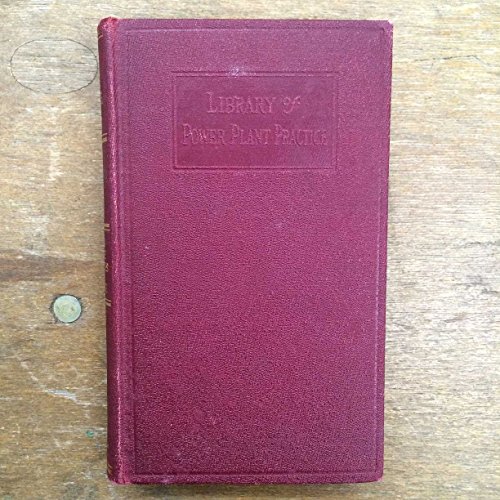 LIBRARY of
POWER PLANT PRACTICE